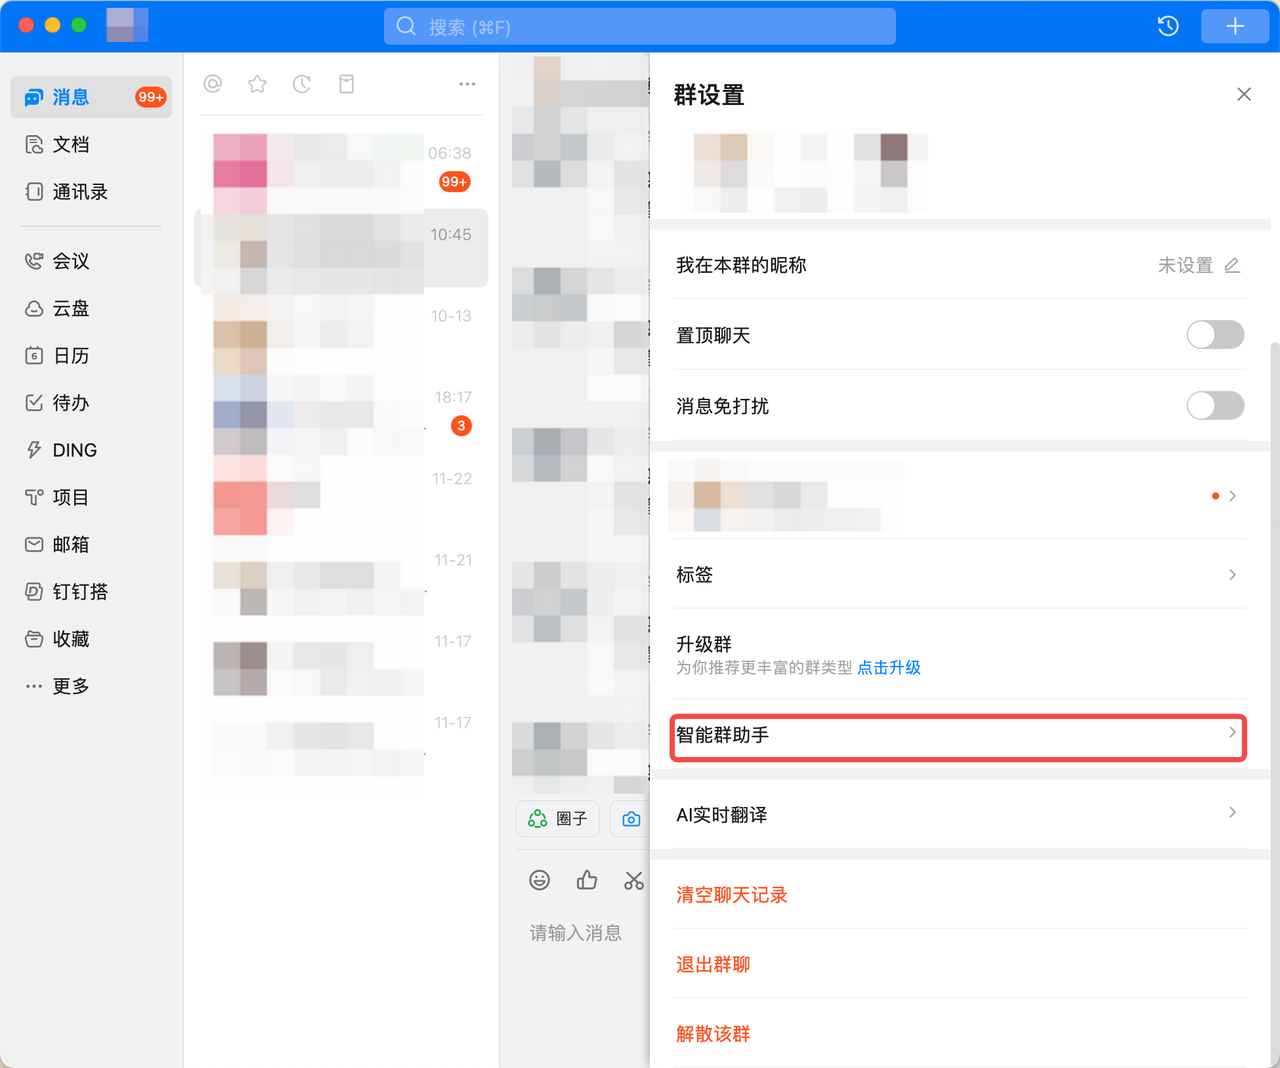 搜索 (⌘F)
消息
99+
文档
通讯录
会议
云盘
6
日历
待办
DING
项目
邮箱
钉钉搭
收藏
更多
06:38
99+
10:45
10-13
18:17
3
11-22
11-21
11-17
11-17
圈子
请输入消息
群设置
我在本群的昵称
未设置
置顶聊天
消息免打扰
标签
升级群
为你推荐更丰富的群类型 点击升级
智能群助手
AI实时翻译
清空聊天记录
退出群聊
解散该群